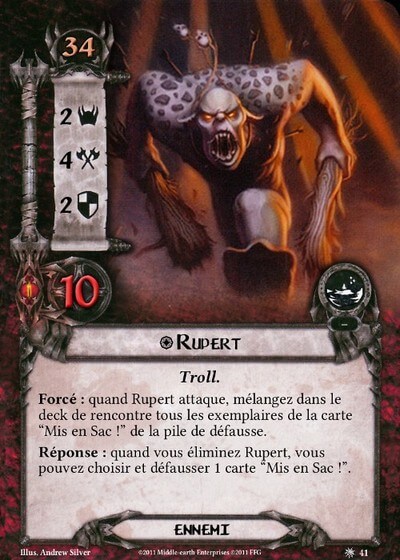 34
2
4
2
10
RUPERT
Troll.
Forcé : quand Rupert attaque, mélangez dans le
deck de rencontre tous les exemplaires de la carte
“Mis en Sac !” de la pile de défausse.
Réponse : quand vous éliminez Rupert, vous
pouvez choisir et défausser 1 carte “Mis en Sac !”.
ENNEMI
Illus. Andrew Silver
©2011 Middle-earth Enterprises ©2011 FFG
41